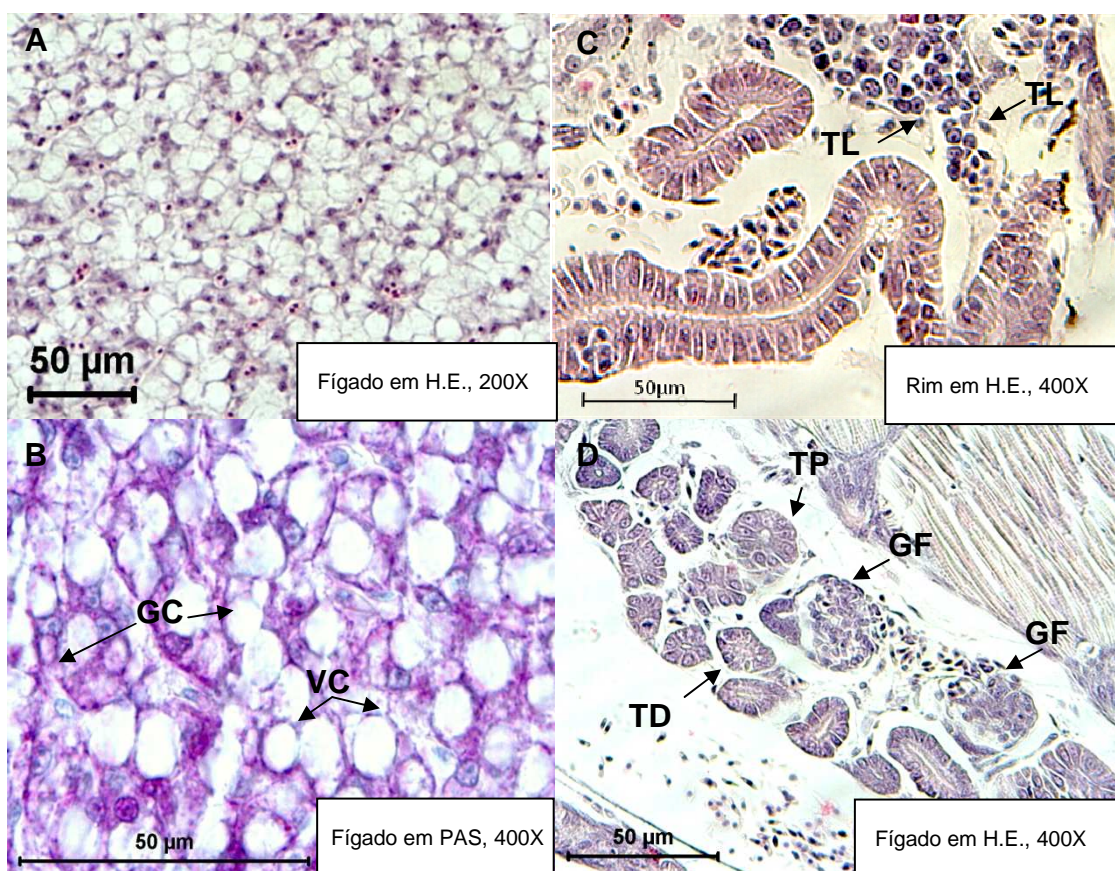 A
50 µm
Fígado em H.E., 200X
C
TL
TL
50µm
Rim em H.E., 400X
B
GC
VC
50 µm
Fígado em PAS, 400X
D
TP
GF
GF
TD
50 µm
Fígado em H.E., 400X